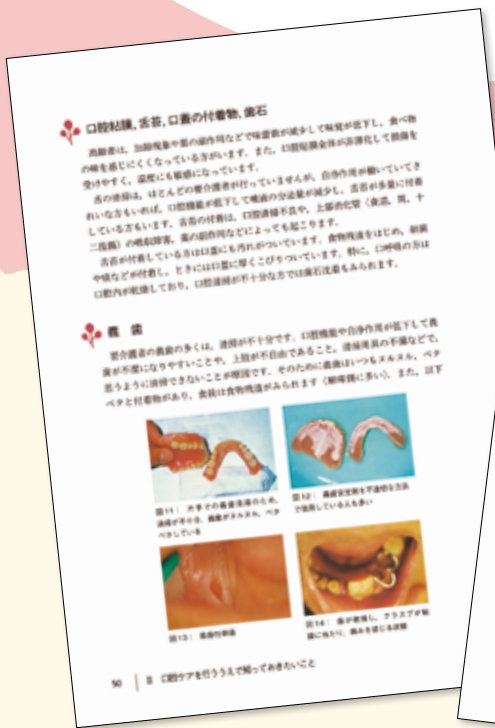 口腔粘膜，舌苔，口蓋の付着物，歯石
高齢者は，加齢現象や薬の副作用などで味蕾数が減少して味覚が低下し，食べ物
の味を感じにくくなっている方がいます．また，口腔粘膜全体が菲薄化して損傷を
受けやすく，温度にも敏感になっています．
舌の清掃は，ほとんどの要介護者が行っていませんが，自浄作用が働いていてき
れいな方もいれば，口腔機能が低下して唾液の分泌量が減少し，舌苔が多量に付着
している方もいます．舌苔の付着は，口腔清掃不良や，上部消化管（食道，胃，十
二指腸）の吸収障害，薬の副作用などによっても起こります．
舌苔が付着している方は口蓋にも汚れがついています．食物残渣をはじめ，細菌
や痰などが付着し，ときには口蓋に厚くこびりついています．特に，口呼吸の方は
口腔内が乾燥しており，口腔清掃が不十分な方では歯石沈着もみられます．
義　歯
要介護者の義歯の多くは，清掃が不十分です．口腔機能や自浄作用が低下して義
歯が不潔になりやすいことや，上肢が不自由であること，清掃用具の不備などで，
思うように清掃できないことが原因です．そのために義歯はいつもヌルヌル，ベタ
ベタと付着物があり，食後は食物残渣がみられます（咀嚼側に多い）．また，以下
図11：片手での義歯清掃のため，
清掃が不十分．義歯がヌルヌル，ベタ
ベタしている
図12：義歯安定剤を不適切な方法
で使用している人も多い
図13：義歯性潰瘍
図14：歯が破損し，クラスプが粘
膜に当たり，痛みを感じる状態
50　Ⅱ　口腔ケアを行ううえで知っておきたいこと